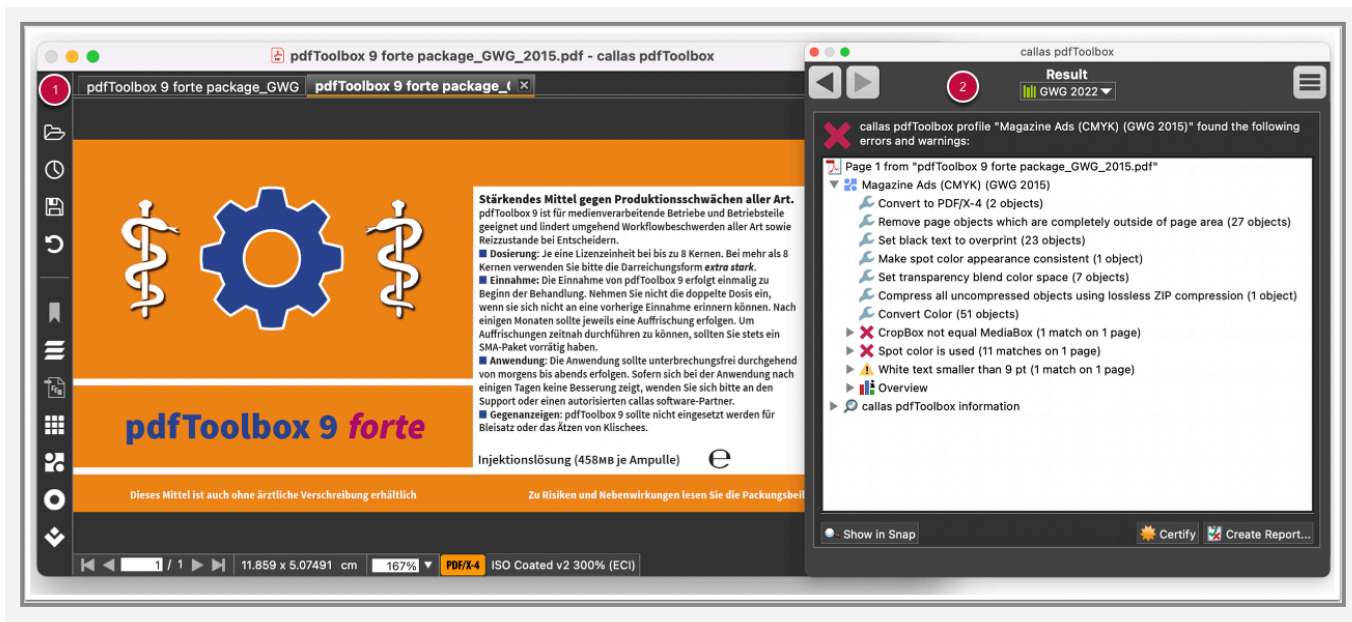 pdfToolbox 9 forte package_GWG_2015.pdf - callas pdfToolbox
1
pdfToolbox 9 forte package_GWG
pdfToolbox 9 forte package_(
Stärkendes Mittel gegen Produktionsschwächen aller Art.
pdfToolbox 9 ist für medienverarbeitende Betriebe und Betriebsteile
geeignet und lindert umgehend Workflowbeschwerden aller Art sowie
Reizzustande bei Entscheidern.
Dosierung: Je eine Lizenzeinheit bei bis zu 8 Kernen. Bei mehr als 8
Kernen verwenden Sie bitte die Darreichungsform extra stark.
Einnahme: Die Einnahme von pdfToolbox 9 erfolgt einmalig zu
Beginn der Behandlung. Nehmen Sie nicht die doppelte Dosis ein,
wenn sie sich nicht an eine vorherige Einnahme erinnern können. Nach
einigen Monaten sollte jeweils eine Auffrischung erfolgen. Um
Auffrischungen zeitnah durchführen zu können, sollten Sie stets ein
SMA-Paket vorrätig haben.
Anwendung: Die Anwendung sollte unterbrechungsfrei durchgehend
von morgens bis abends erfolgen. Sofern sich bei der Anwendung nach
einigen Tagen keine Besserung zeigt, wenden Sie sich bitte an den
Support oder einen autorisierten callas software-Partner.
Gegenanzeigen: pdfToolbox 9 sollte nicht eingesetzt werden für
Bleisatz oder das Ätzen von Klischees.
pdfToolbox 9 forte
Injektionslösung (458MB je Ampulle) ℮
Dieses Mittel ist auch ohne ärztliche Verschreibung erhältlich
Zu Risiken und Nebenwirkungen lesen Sie die Packungsbeil
1 / 1
11.859 x 5.07491 cm
167%
PDF/X-4
ISO Coated v2 300% (ECI)
callas pdfToolbox
2
Result
GWG 2022
callas pdfToolbox profile "Magazine Ads (CMYK) (GWG 2015)" found the following
errors and warnings:
Page 1 from "pdfToolbox 9 forte package_GWG_2015.pdf"
Magazine Ads (CMYK) (GWG 2015)
Convert to PDF/X-4 (2 objects)
Remove page objects which are completely outside of page area (27 objects)
Set black text to overprint (23 objects)
Make spot color appearance consistent (1 object)
Set transparency blend color space (7 objects)
Compress all uncompressed objects using lossless ZIP compression (1 object)
Convert Color (51 objects)
CropBox not equal MediaBox (1 match on 1 page)
Spot color is used (11 matches on 1 page)
White text smaller than 9 pt (1 match on 1 page)
Overview
callas pdfToolbox information
Show in Snap
Certify
Create Report...